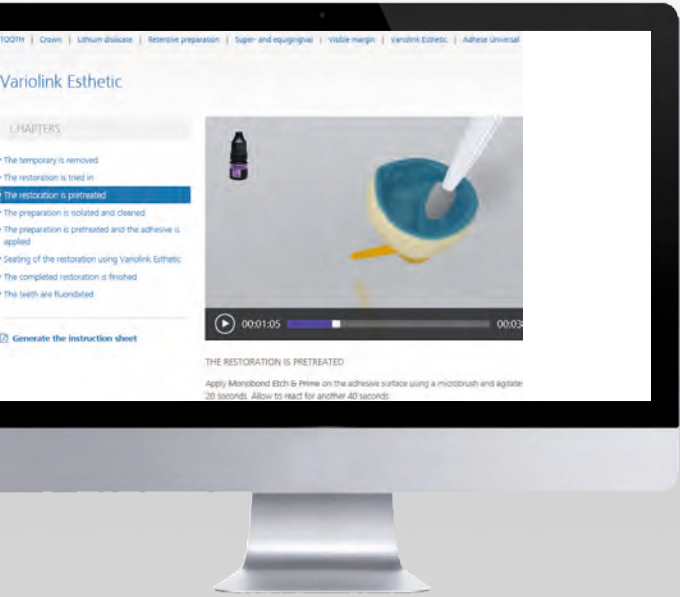 TOOTH | Crown | Lithium disilicate | Retentive preparation | Super- and equigingival | Visible margin | Variolink Esthetic | Adhese Universal
Variolink Esthetic
CHAPTERS
The temporary is removed
The restoration is tried in
The restoration is pretreated
The preparation is isolated and cleaned
The preparation is pretreated and the adhesive is
applied
Seating of the restoration using Variolink Esthetic
The completed restoration is finished
The teeth are fluoridated
Generate the instruction sheet
00:01:05
00:03
THE RESTORATION IS PRETREATED
Apply Monobond Etch & Prime on the adhesive surface using a microbrush and agitate
20 seconds. Allow to react for another 40 seconds